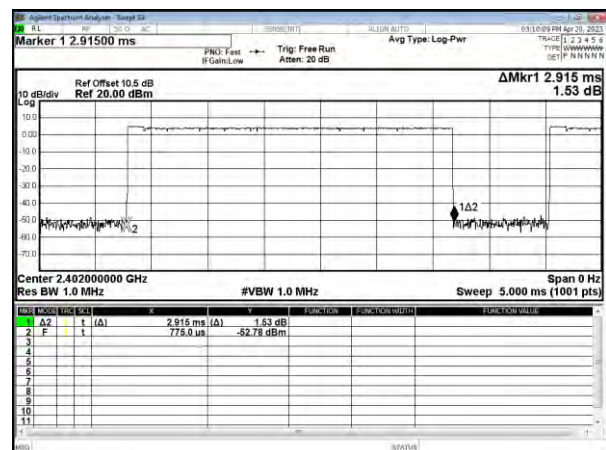 Agilent Spectrum Analyzer - Swept SA
RL RF 50 Ω AC SENSE:INT ALIGN AUTO 03:10:09 PM Apr 20, 2023
Marker 1 2.91500 ms
PNO: Fast Trig: Free Run Avg Type: Log-Pwr TRACE 1 2 3 4 5 6
IFGain:Low Atten: 20 dB TYPE WWWWWW
DET P N N N N N
Ref Offset 10.5 dB ΔMkr1 2.915 ms
10 dB/div Ref 20.00 dBm 1.53 dB
Log
10.0
0.00
-10.0
-20.0
-30.0
-40.0
1Δ2
-50.0
2
-60.0
-70.0
Center 2.402000000 GHz Span 0 Hz
Res BW 1.0 MHz #VBW 1.0 MHz Sweep 5.000 ms (1001 pts)
MKR MODE TRC SCL X Y FUNCTION FUNCTION WIDTH FUNCTION VALUE
1 Δ2 t (Δ) 2.915 ms (Δ) 1.53 dB
2 F t 775.0 µs -52.78 dBm
3
4
5
6
7
8
9
10
11
MSG STATUS